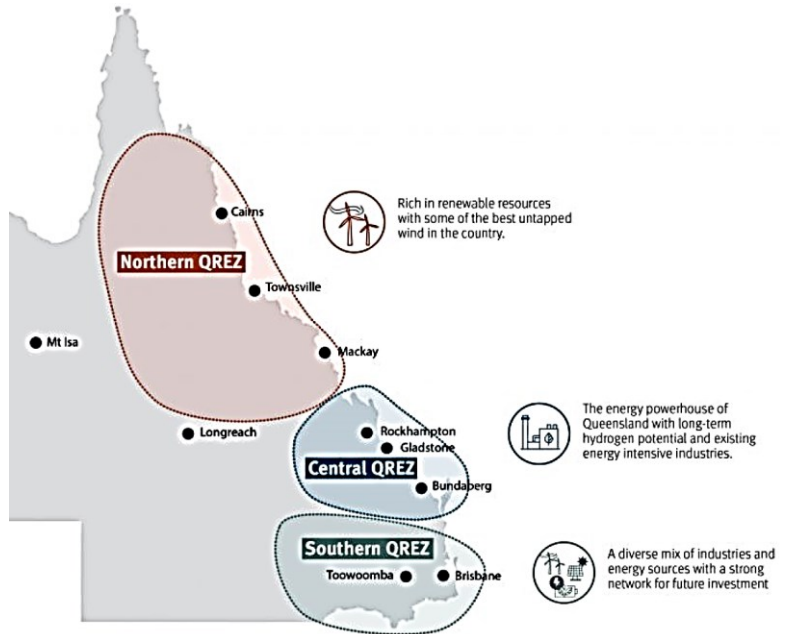 Cairns
Rich in renewable resources
with some of the best untapped
wind in the country.
Northern QREZ
Townsville
Mt Isa
Mackay
The energy powerhouse of
Queensland with long-term
hydrogen potential and existing
energy intensive industries.
Longreach
Rockhampton
Gladstone
Central QREZ
Bundaberg
Southern QREZ
A diverse mix of industries and
energy sources with a strong
network for future investment
Toowoomba
Brisbane